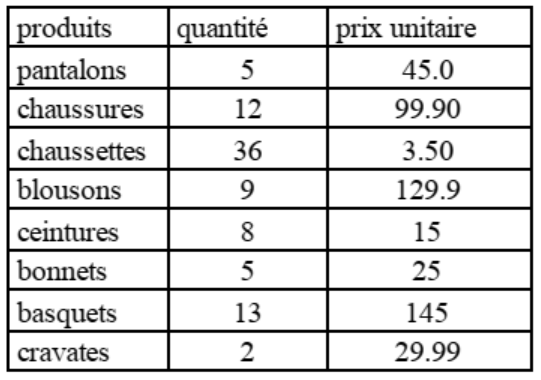 produits quantité prix unitaire
pantalons 5 45.0
chaussures 12 99.90
chaussettes 36 3.50
blousons 9 129.9
ceintures 8 15
bonnets 5 25
basquets 13 145
cravates 2 29.99